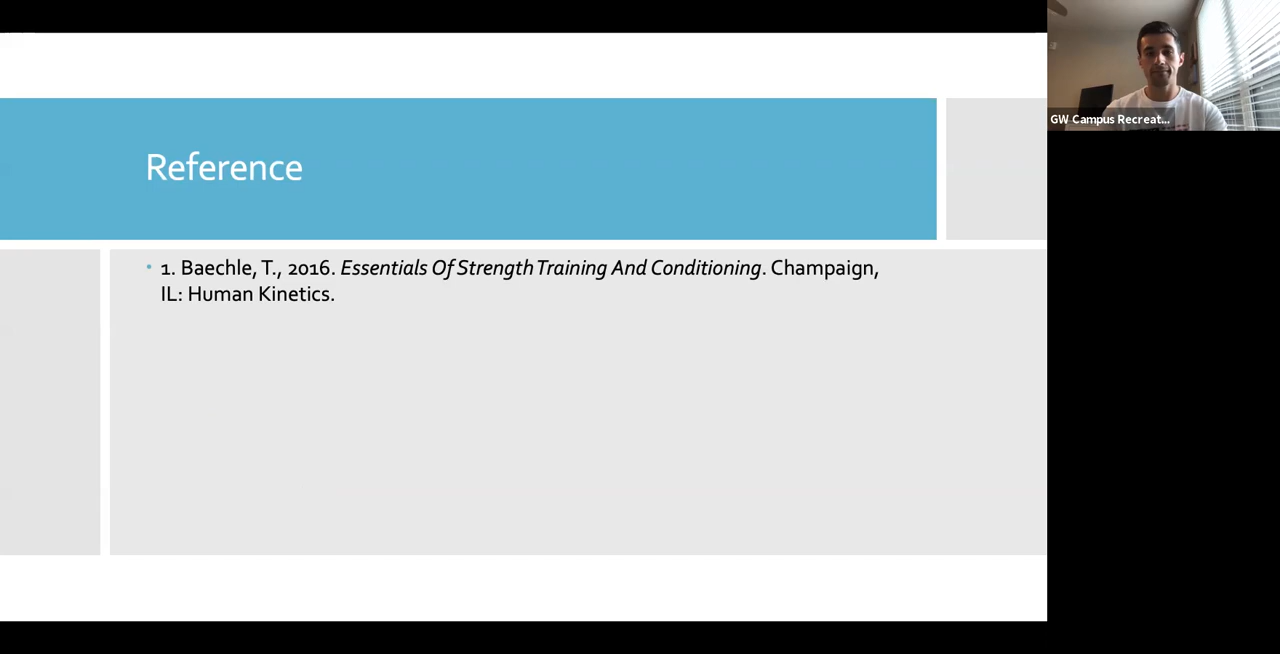 Reference
1. Baechle, T., 2016. Essentials Of Strength Training And Conditioning. Champaign,
IL: Human Kinetics.
GW Campus Recreat...